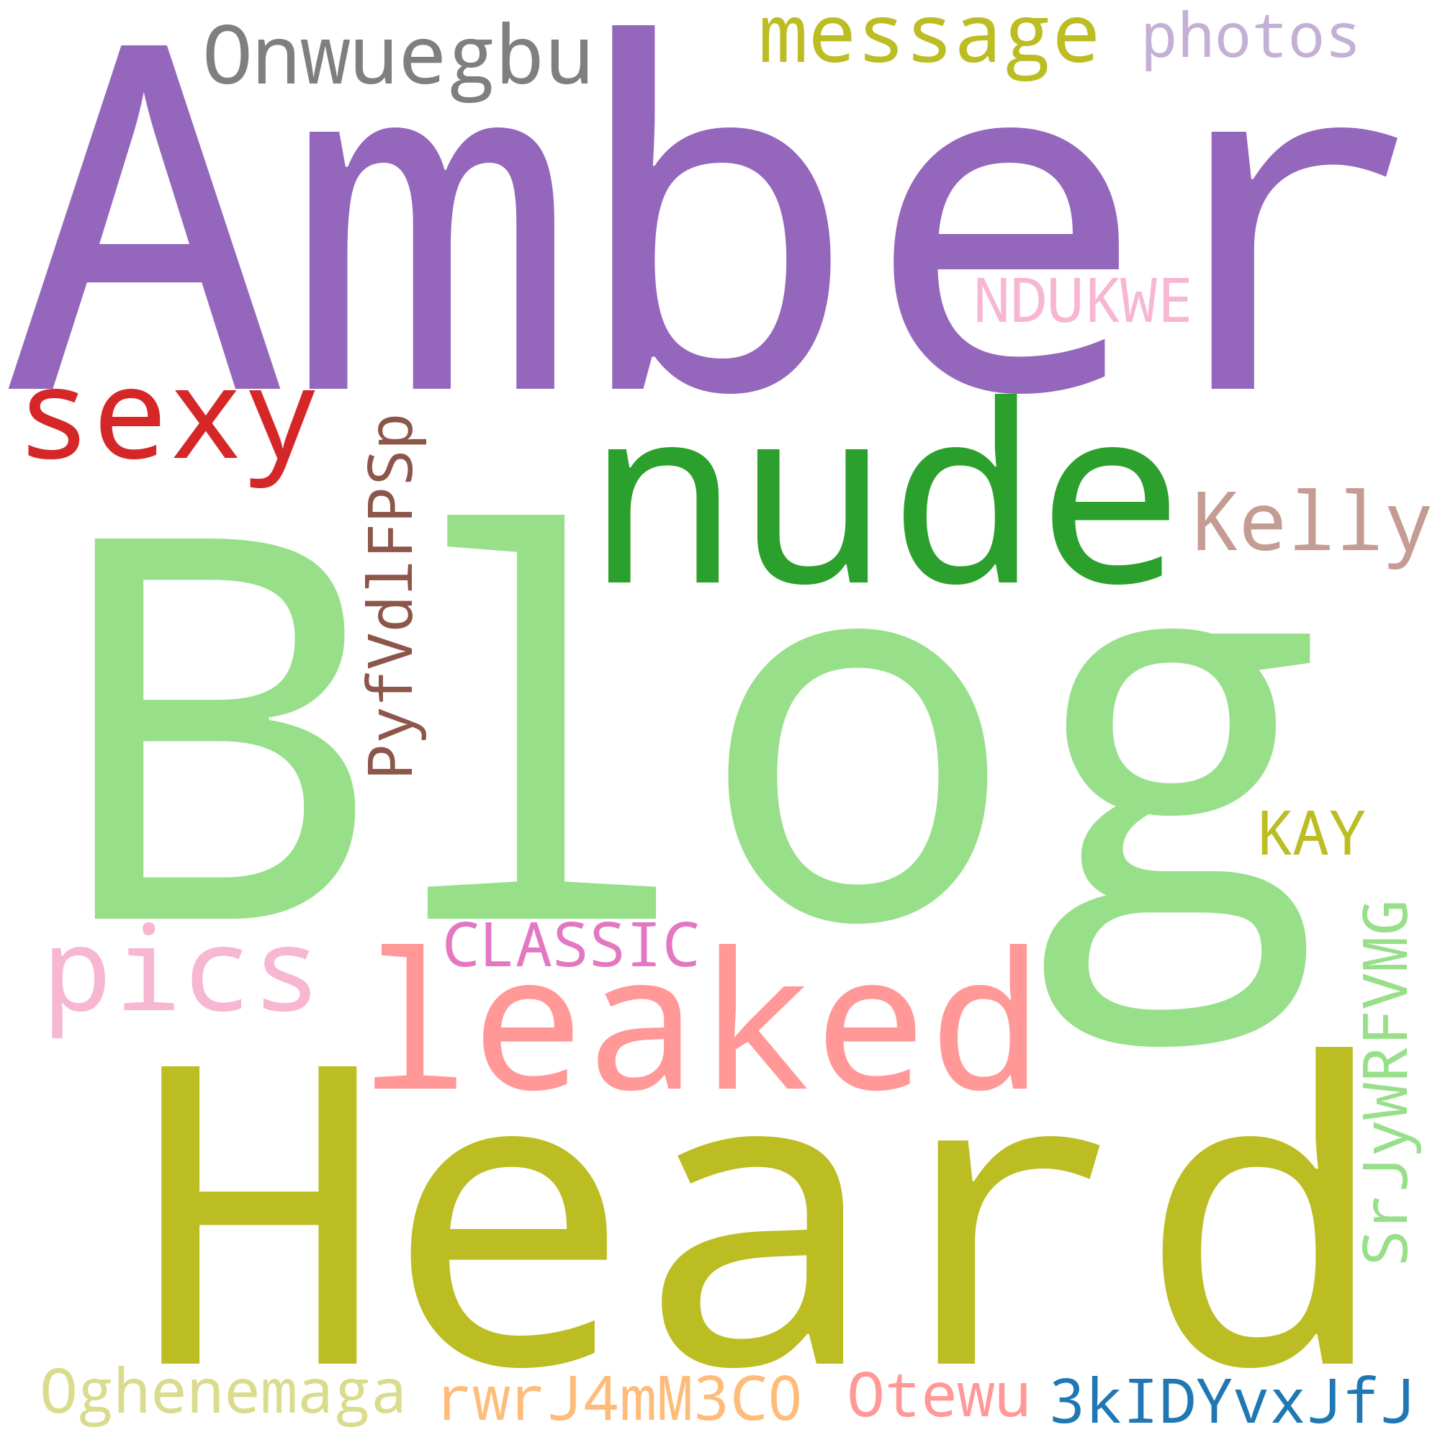 Onwuegbu
message
photos
Amber
NDUKWE
sexy
PyfVdlFPSp
nude
Kelly
Blog
KAY
pics
CLASSIC
leaked
SrJyWRFVMG
Heard
Oghenemaga
rwrJ4mM3CO
Otewu
3kIDYvxJfJ